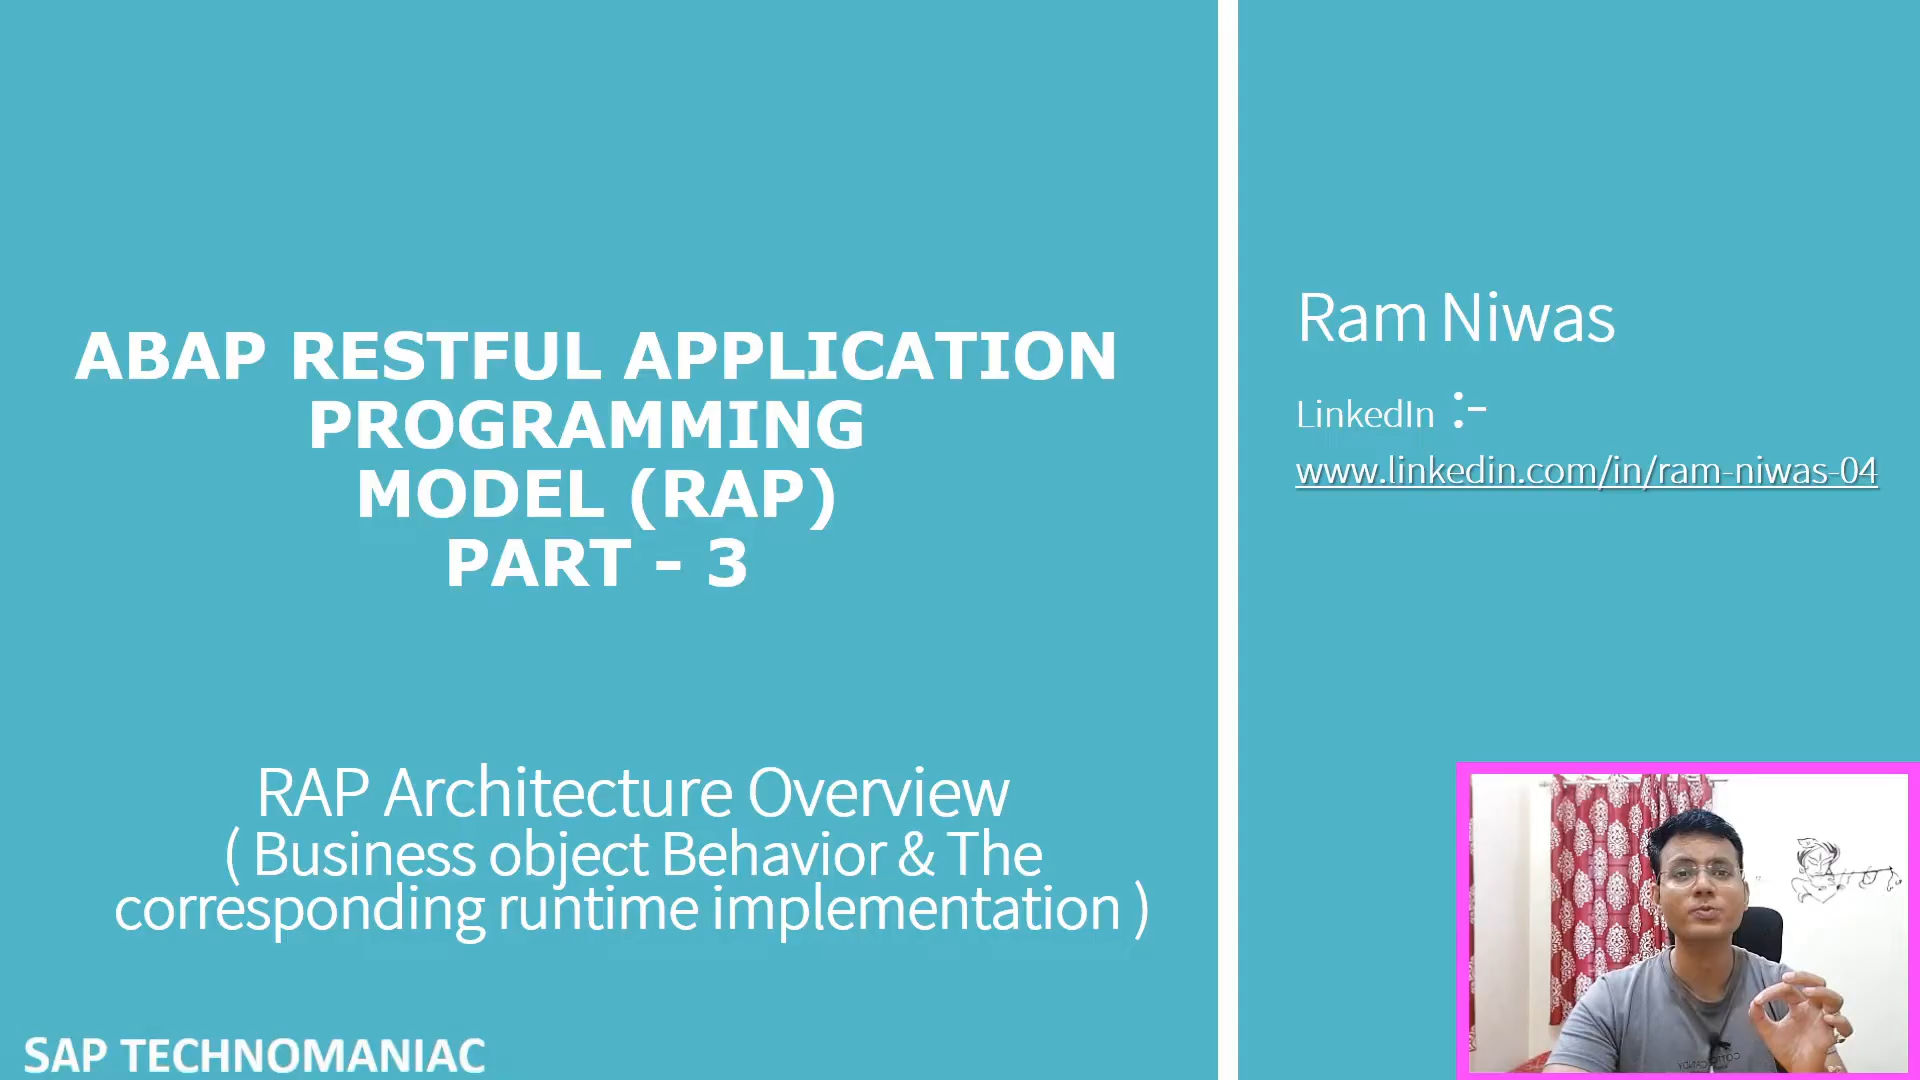 ABAP RESTFUL APPLICATION
PROGRAMMING
MODEL (RAP)
PART - 3
RAP Architecture Overview
( Business object Behavior & The
corresponding runtime implementation )
SAP TECHNOMANIAC
Ram Niwas
LinkedIn :-
www.linkedin.com/in/ram-niwas-04